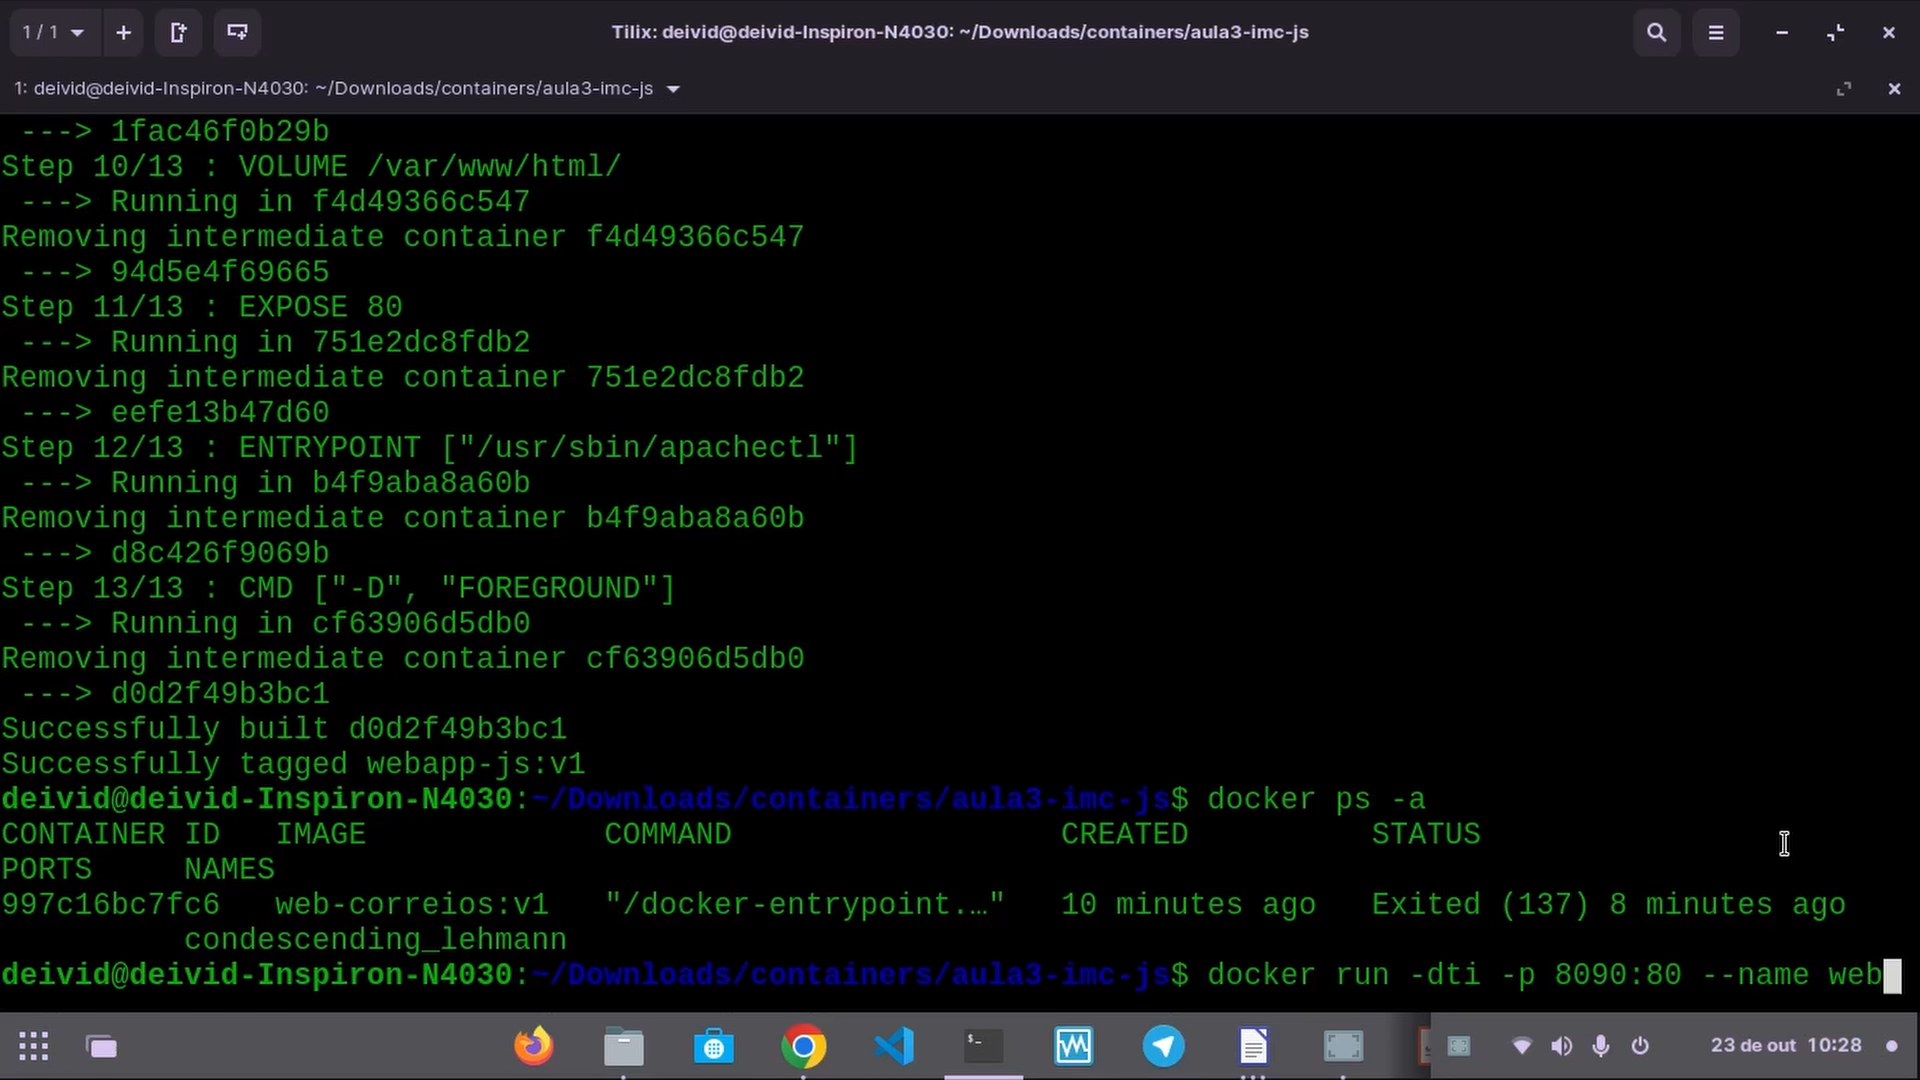 1 / 1
Tilix: deivid@deivid-Inspiron-N4030: ~/Downloads/containers/aula3-imc-js
1: deivid@deivid-Inspiron-N4030: ~/Downloads/containers/aula3-imc-js
---> 1fac46f0b29b
Step 10/13 : VOLUME /var/www/html/
---> Running in f4d49366c547
Removing intermediate container f4d49366c547
---> 94d5e4f69665
Step 11/13 : EXPOSE 80
---> Running in 751e2dc8fdb2
Removing intermediate container 751e2dc8fdb2
---> eefe13b47d60
Step 12/13 : ENTRYPOINT ["/usr/sbin/apachectl"]
---> Running in b4f9aba8a60b
Removing intermediate container b4f9aba8a60b
---> d8c426f9069b
Step 13/13 : CMD ["-D", "FOREGROUND"]
---> Running in cf63906d5db0
Removing intermediate container cf63906d5db0
---> d0d2f49b3bc1
Successfully built d0d2f49b3bc1
Successfully tagged webapp-js:v1
deivid@deivid-Inspiron-N4030:~/Downloads/containers/aula3-imc-js$ docker ps -a
CONTAINER ID   IMAGE             COMMAND                  CREATED          STATUS
PORTS     NAMES
997c16bc7fc6   web-correios:v1   "/docker-entrypoint.…"   10 minutes ago   Exited (137) 8 minutes ago
condescending_lehmann
deivid@deivid-Inspiron-N4030:~/Downloads/containers/aula3-imc-js$ docker run -dti -p 8090:80 --name web
23 de out 10:28